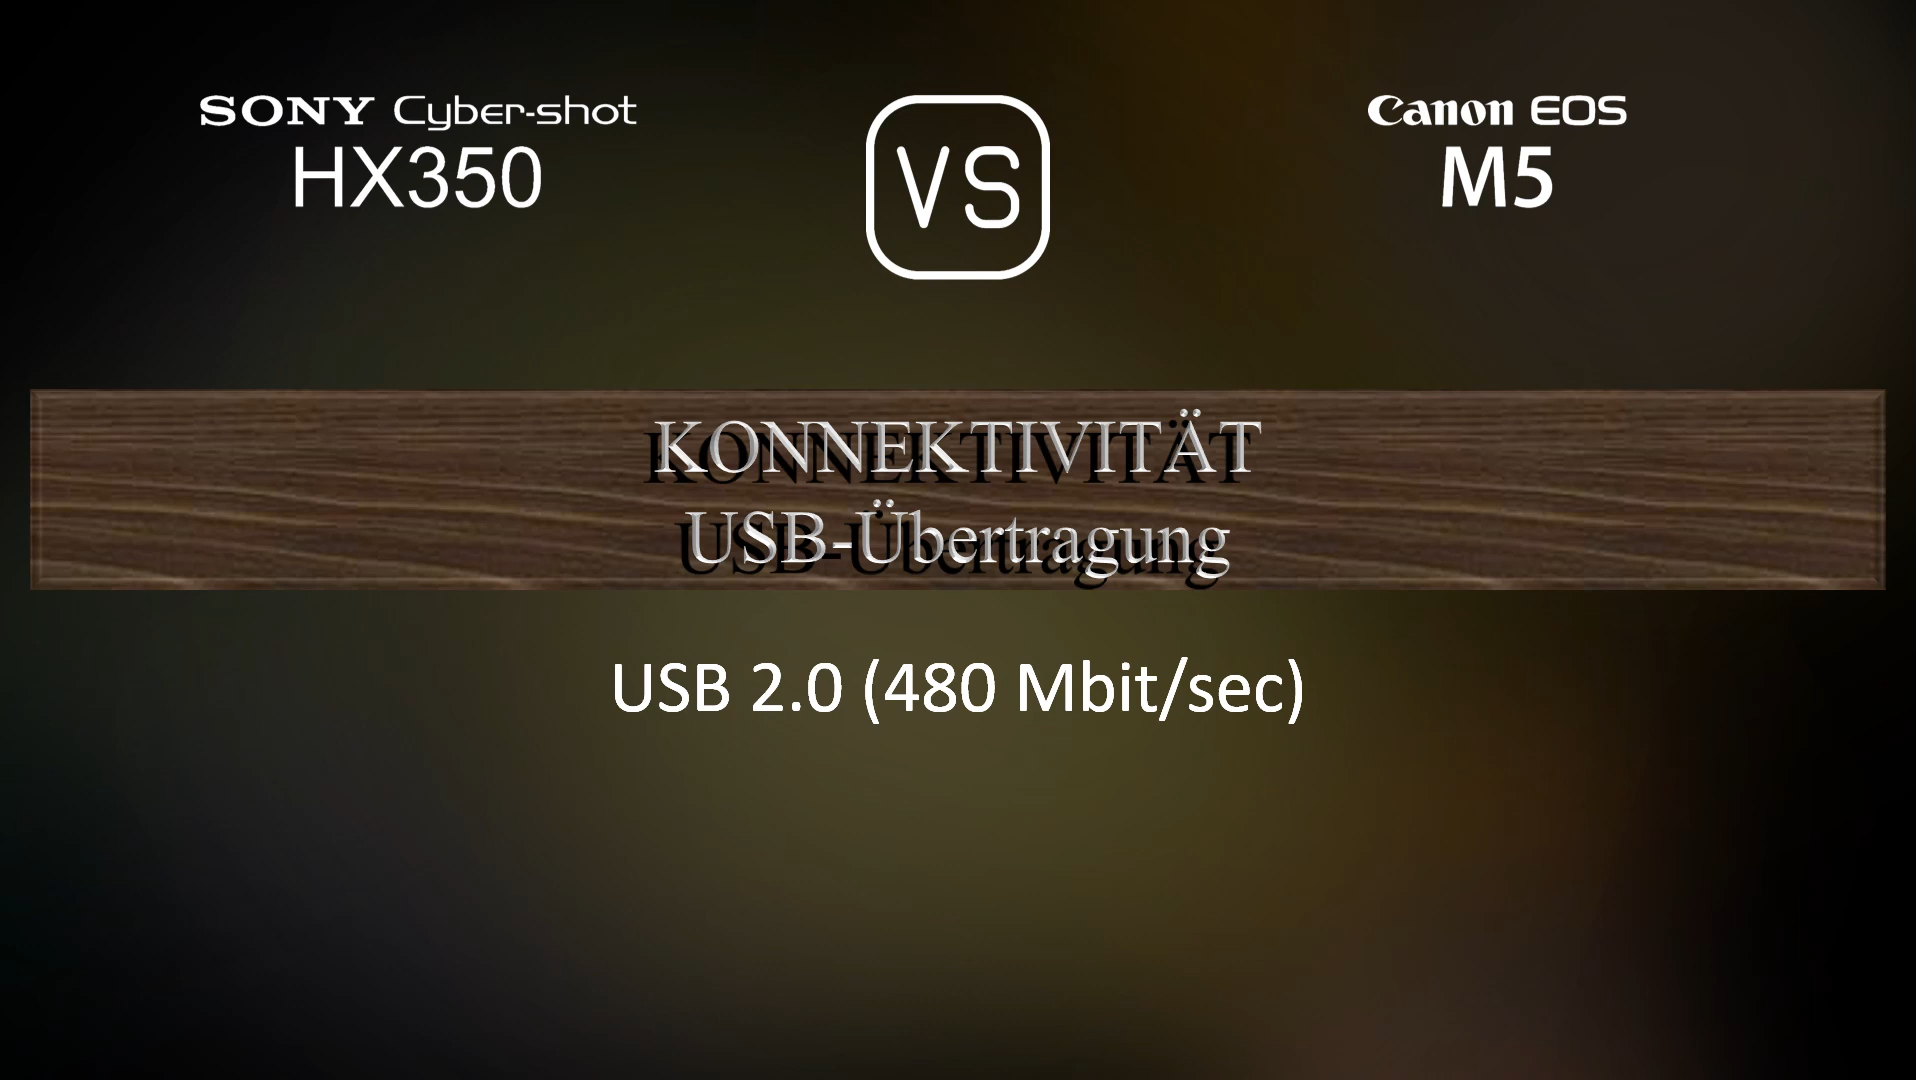 SONY Cyber-shot
HX350
VS
Canon EOS
M5
KONNEKTIVITÄT
USB-Übertragung
USB 2.0 (480 Mbit/sec)